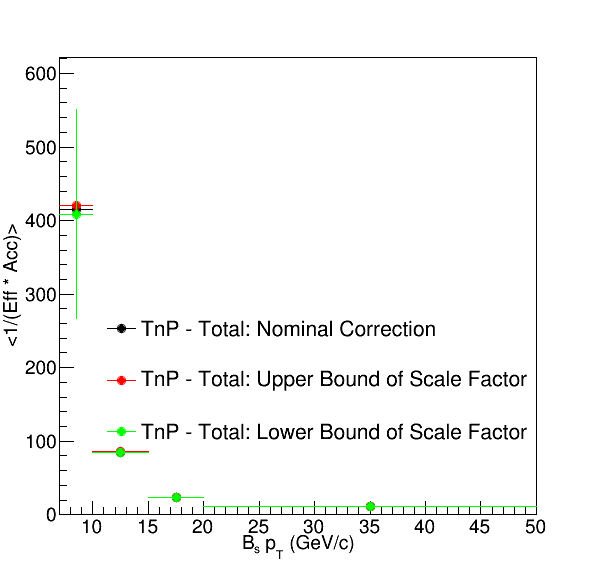 600
500
400
300
200
100
0
<1/(Eff * Acc)>
TnP - Total: Nominal Correction
TnP - Total: Upper Bound of Scale Factor
TnP - Total: Lower Bound of Scale Factor
10 15 20 25 30 35 40 45 50
Bs pT (GeV/c)